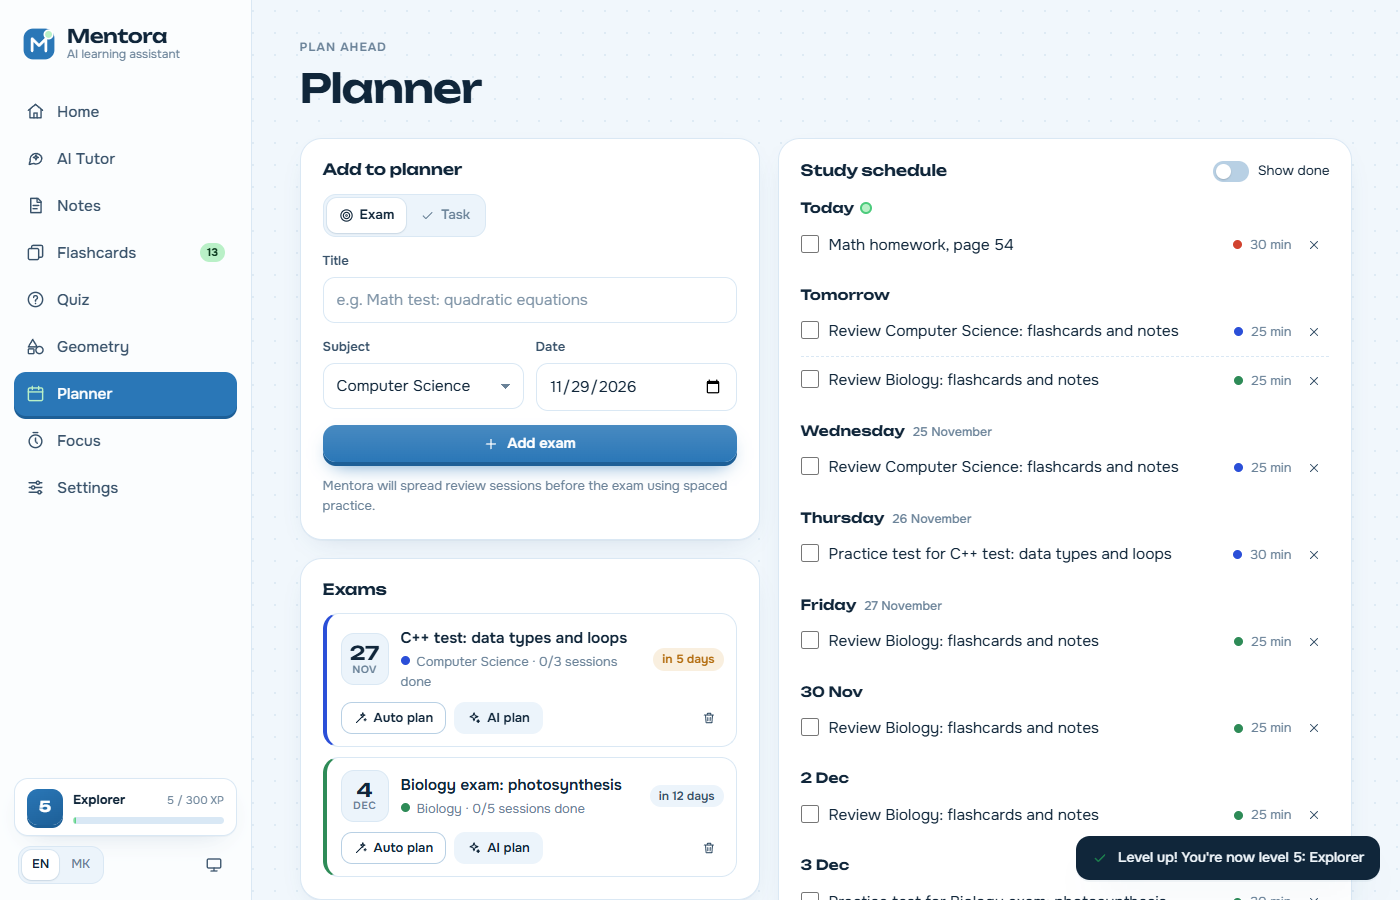 Mentora
AI learning assistant
Home
AI Tutor
Notes
Flashcards
13
Quiz
Geometry
Planner
Focus
Settings
5
Explorer
5 / 300 XP
EN
MK
PLAN AHEAD
Planner
Add to planner
Exam
Task
Title
e.g. Math test: quadratic equations
Subject
Date
Computer Science
11/29/2026
Add exam
Mentora will spread review sessions before the exam using spaced
practice.
Exams
27
NOV
C++ test: data types and loops
Computer Science · 0/3 sessions
done
in 5 days
Auto plan
AI plan
4
DEC
Biology exam: photosynthesis
Biology · 0/5 sessions done
in 12 days
Auto plan
AI plan
Study schedule
Show done
Today
Math homework, page 54
30 min
Tomorrow
Review Computer Science: flashcards and notes
25 min
Review Biology: flashcards and notes
25 min
Wednesday 25 November
Review Computer Science: flashcards and notes
25 min
Thursday 26 November
Practice test for C++ test: data types and loops
30 min
Friday 27 November
Review Biology: flashcards and notes
25 min
30 Nov
Review Biology: flashcards and notes
25 min
2 Dec
Review Biology: flashcards and notes
25 min
3 Dec
Practice test for Biology exam: photosynthesis
30 min
Level up! You're now level 5: Explorer